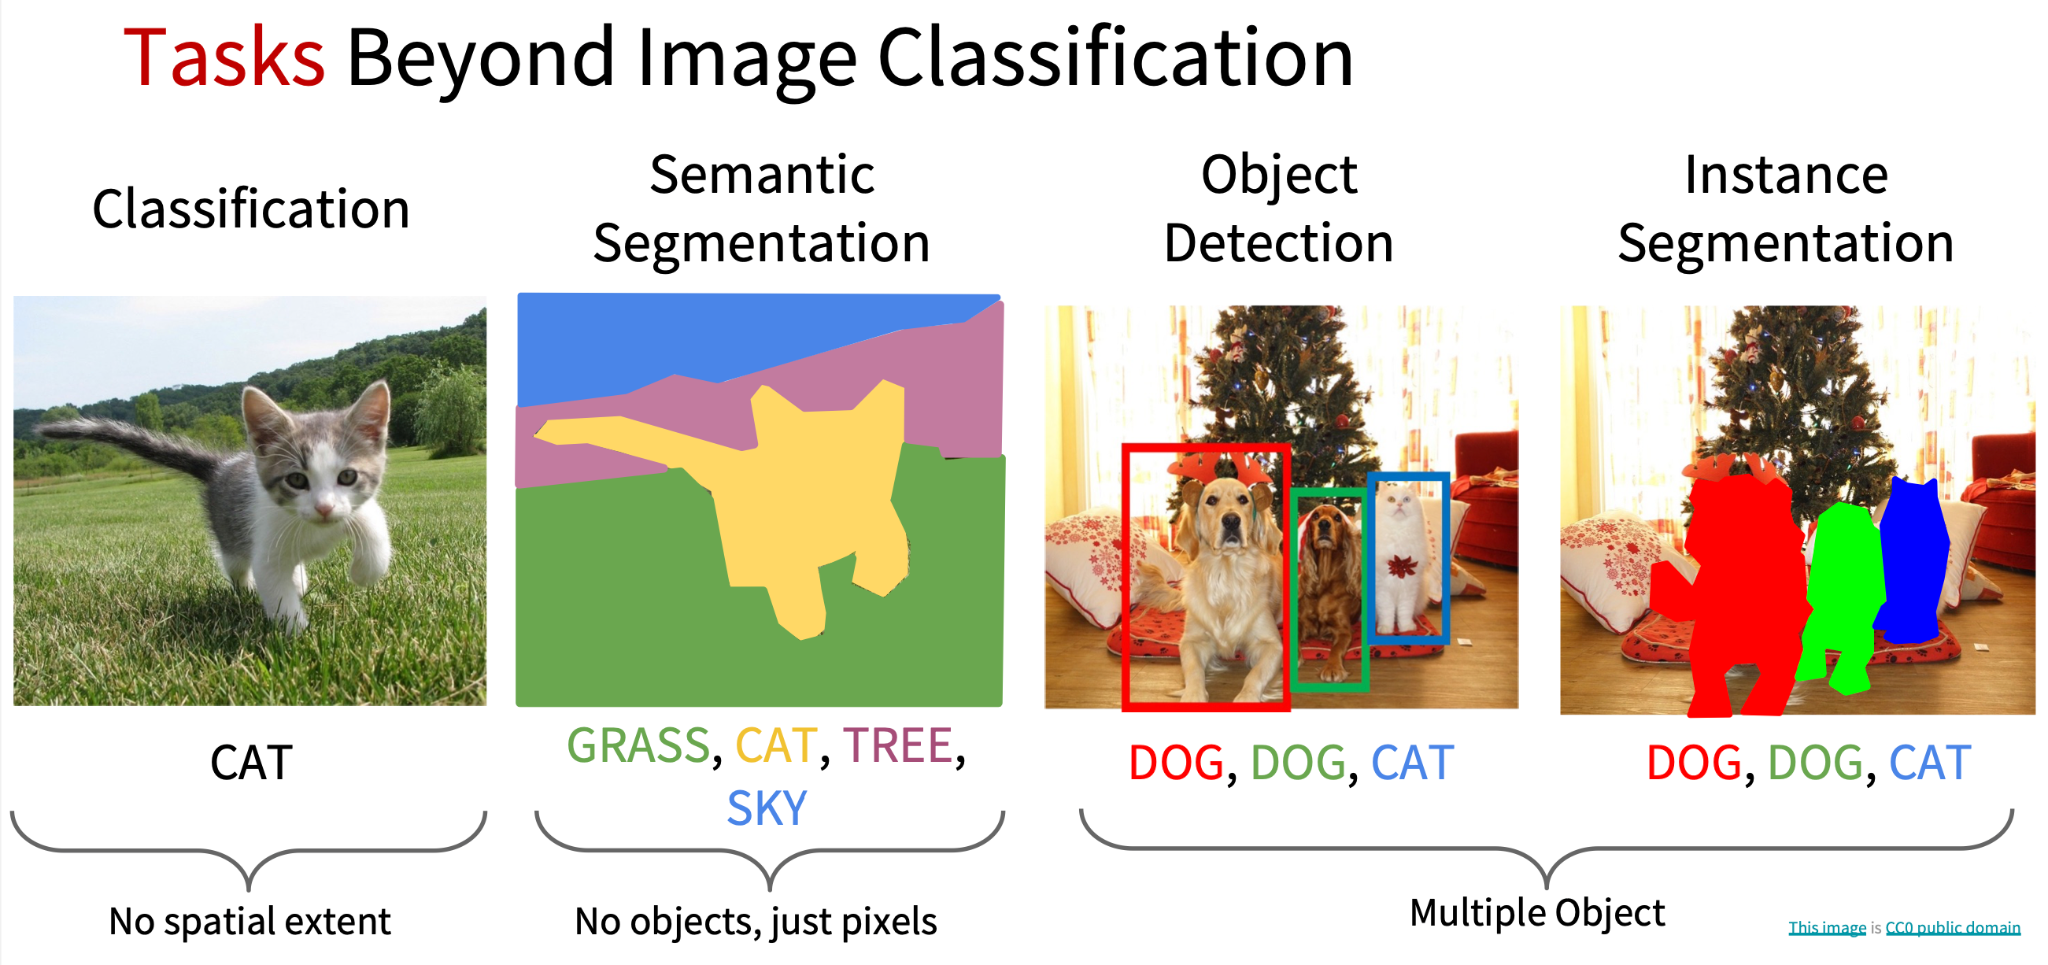 Tasks Beyond Image Classification
Classification
Semantic
Segmentation
Object
Detection
Instance
Segmentation
CAT
GRASS, CAT, TREE,
SKY
DOG, DOG, CAT
DOG, DOG, CAT
No spatial extent
No objects, just pixels
Multiple Object
This image is CC0 public domain